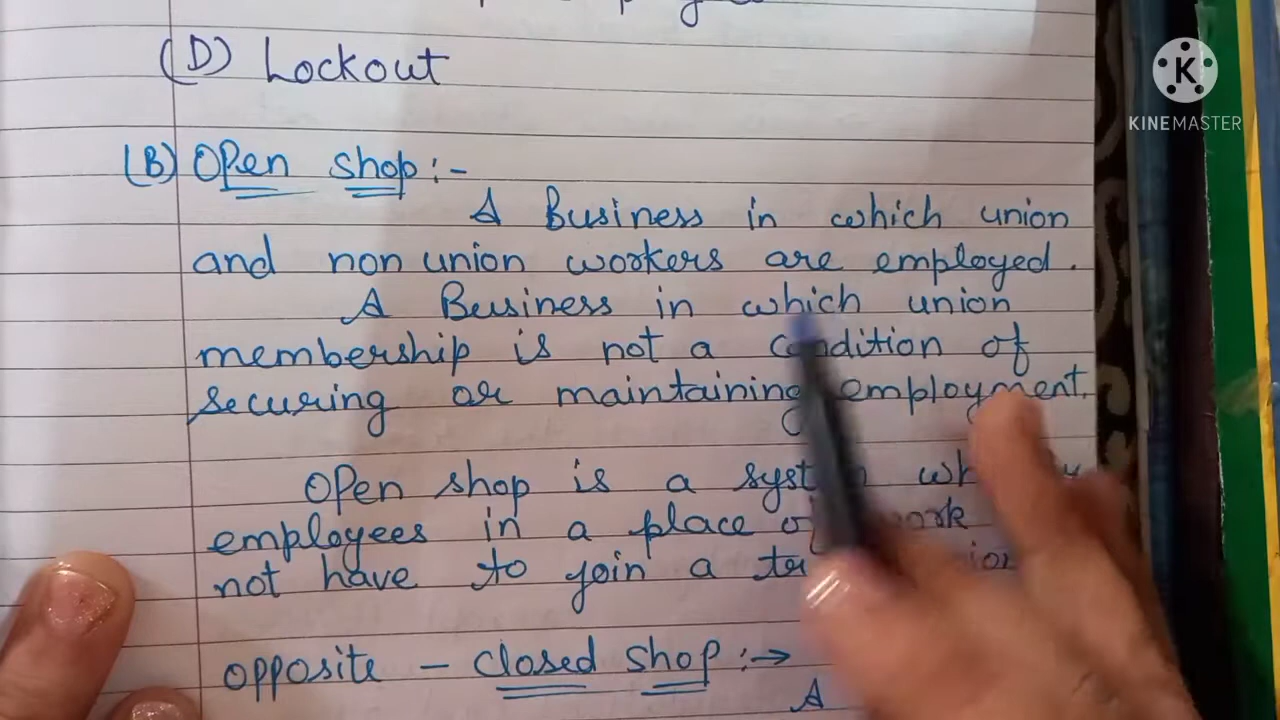 (D) Lockout
(B) Open shop :-
A Business in which union
and non union workers are employed.
A Business in which union
membership is not a condition of
securing or maintaining employment.
Open shop is a
employees in a place work
not have to join a
opposite - closed shop :→
A
K
KINEMASTER